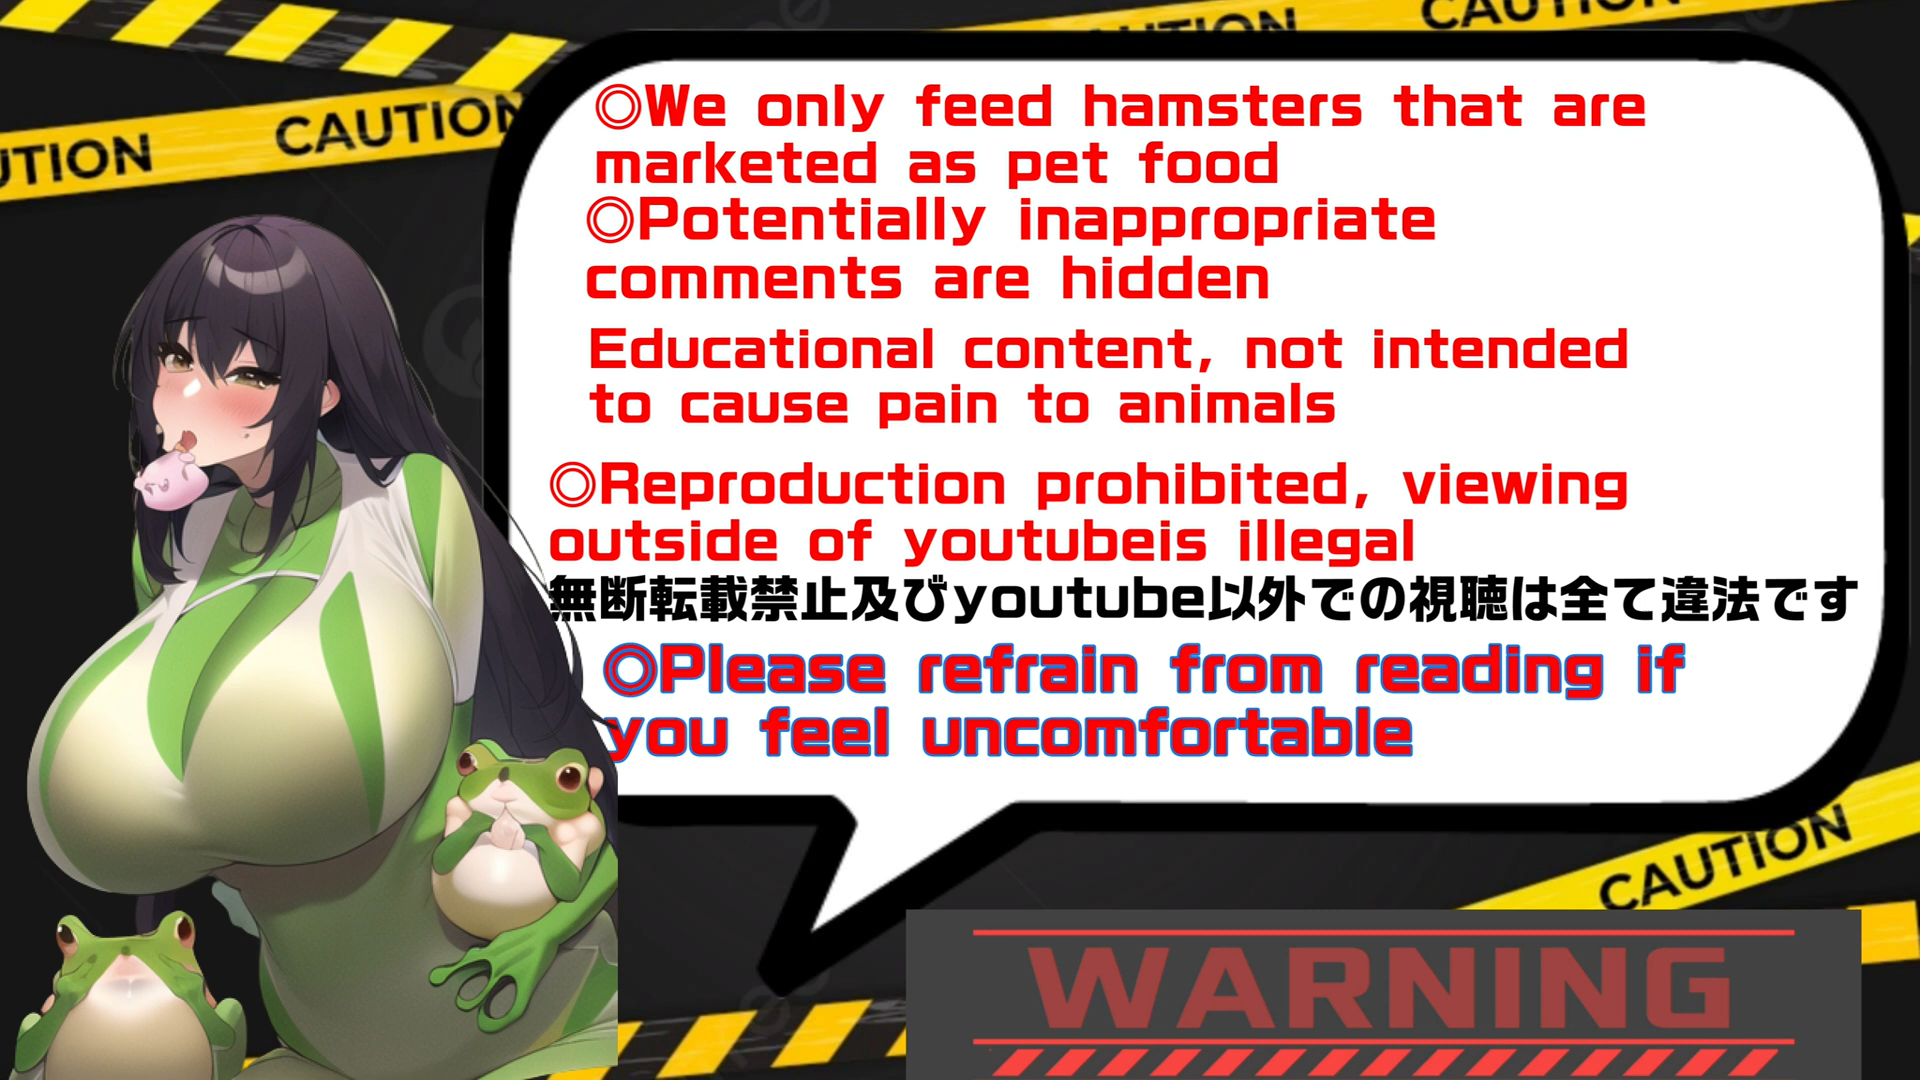 CAUTION
CAUTION
UTION
CAUTION
◎We only feed hamsters that are
marketed as pet food
◎Potentially inappropriate
comments are hidden
Educational content, not intended
to cause pain to animals
◎Reproduction prohibited, viewing
outside of youtubeis illegal
無断転載禁止及びyoutube以外での視聴は全て違法です
◎Please refrain from reading if
you feel uncomfortable
CAUTION
WARNING